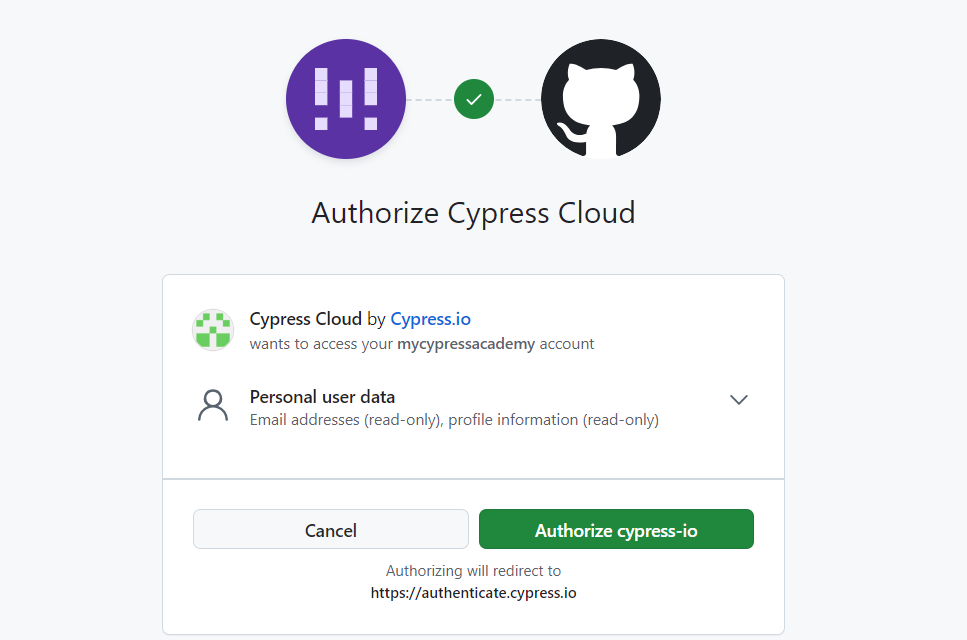 Authorize Cypress Cloud
Cypress Cloud by Cypress.io
wants to access your mycypressacademy account
Personal user data
Email addresses (read-only), profile information (read-only)
Cancel
Authorize cypress-io
Authorizing will redirect to
https://authenticate.cypress.io